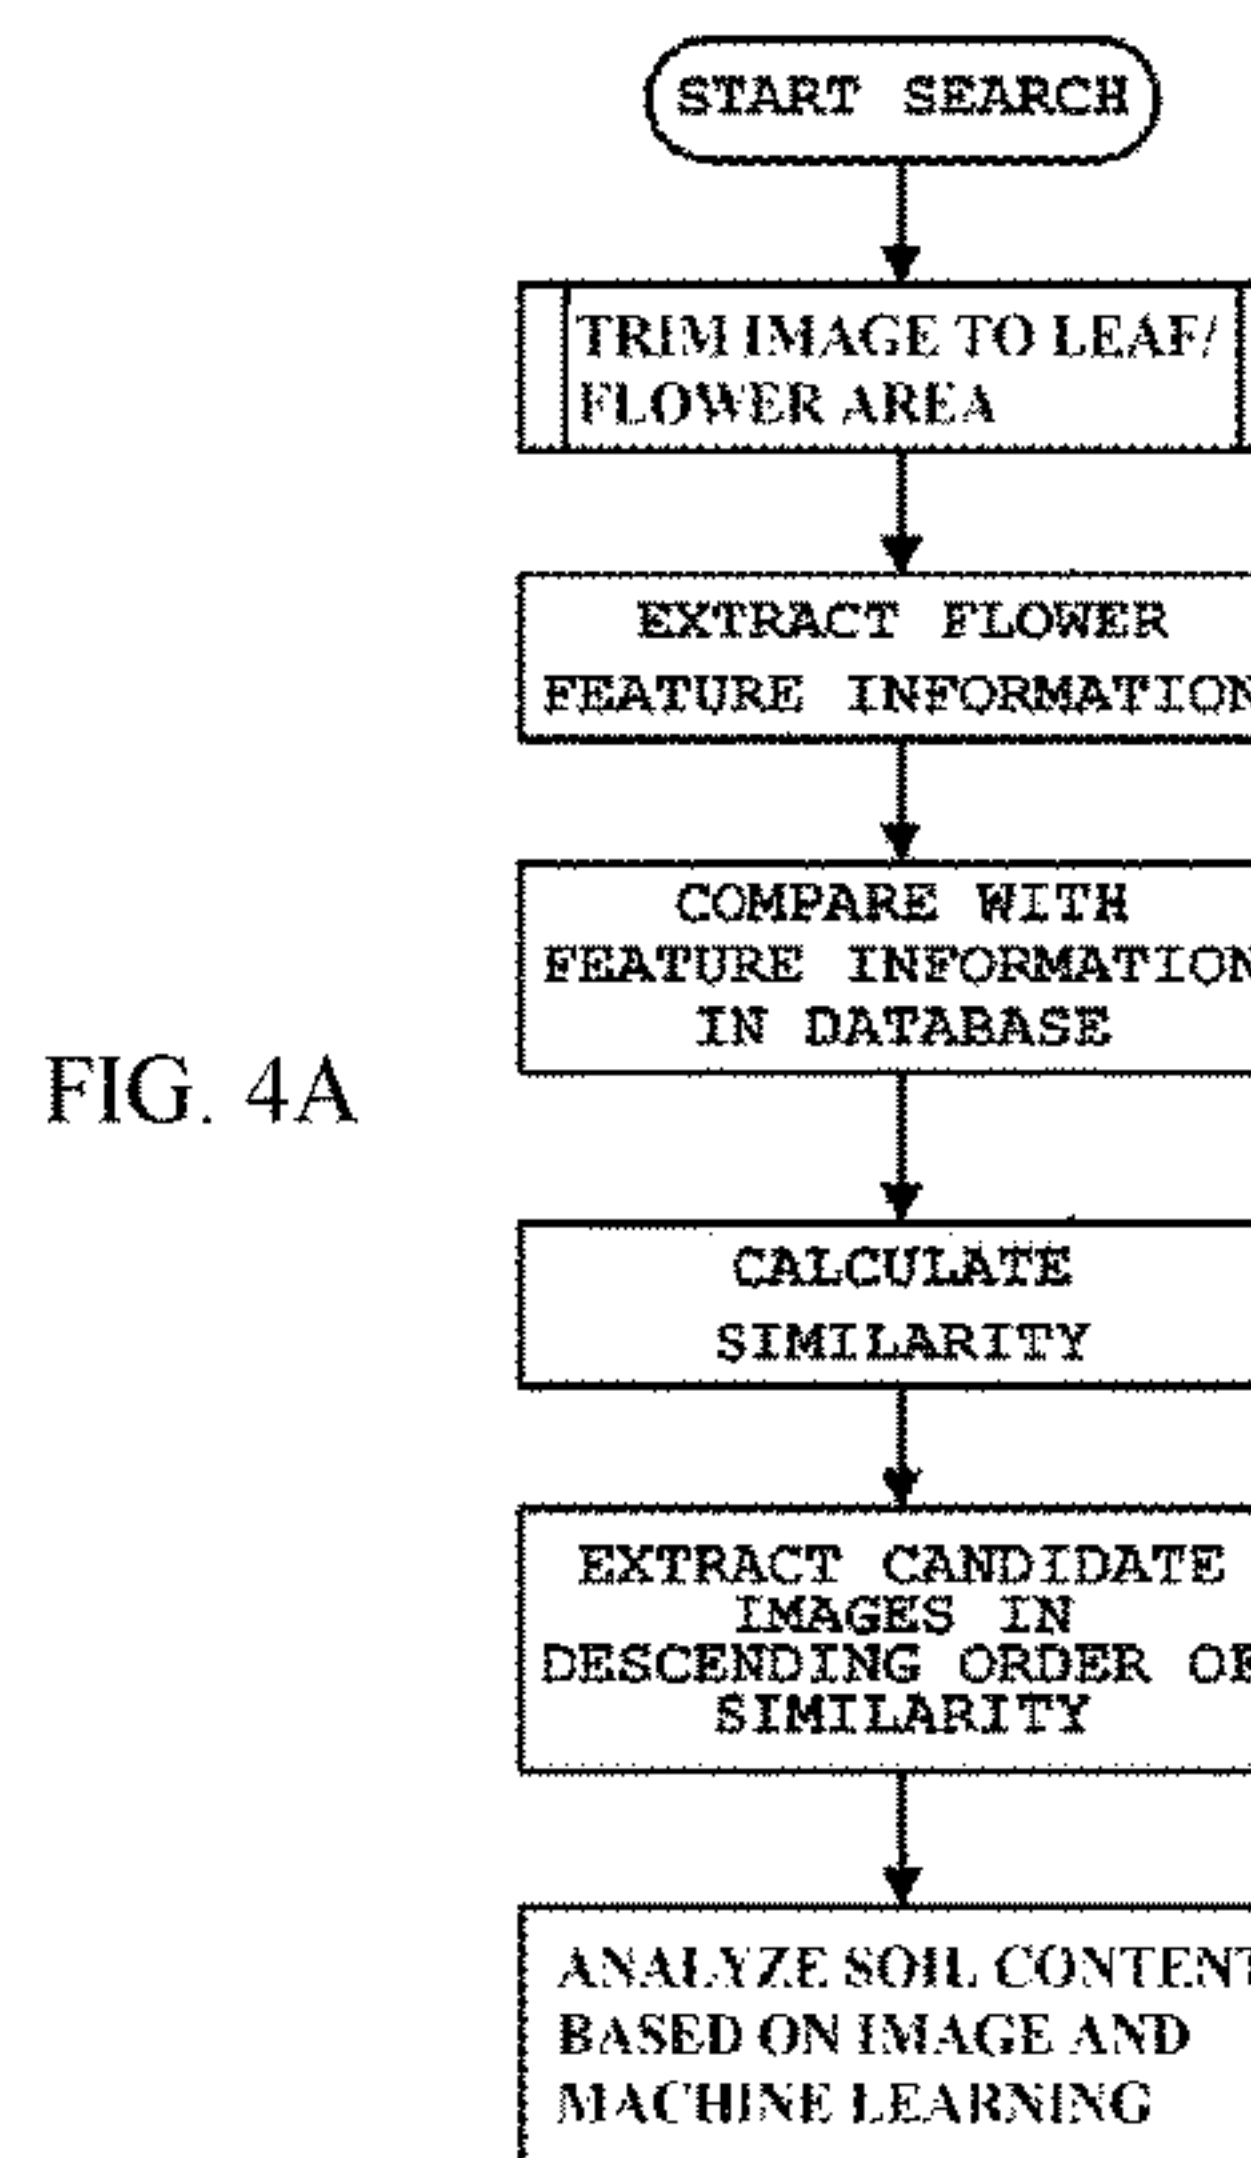 START SEARCH
TRIM IMAGE TO LEAF/
FLOWER AREA
EXTRACT FLOWER
FEATURE INFORMATION
COMPARE WITH
FEATURE INFORMATION
IN DATABASE
FIG. 4A
CALCULATE
SIMILARITY
EXTRACT CANDIDATE
IMAGES IN
DESCENDING ORDER OF
SIMILARITY
ANALYZE SOIL CONTENT
BASED ON IMAGE AND
MACHINE LEARNING